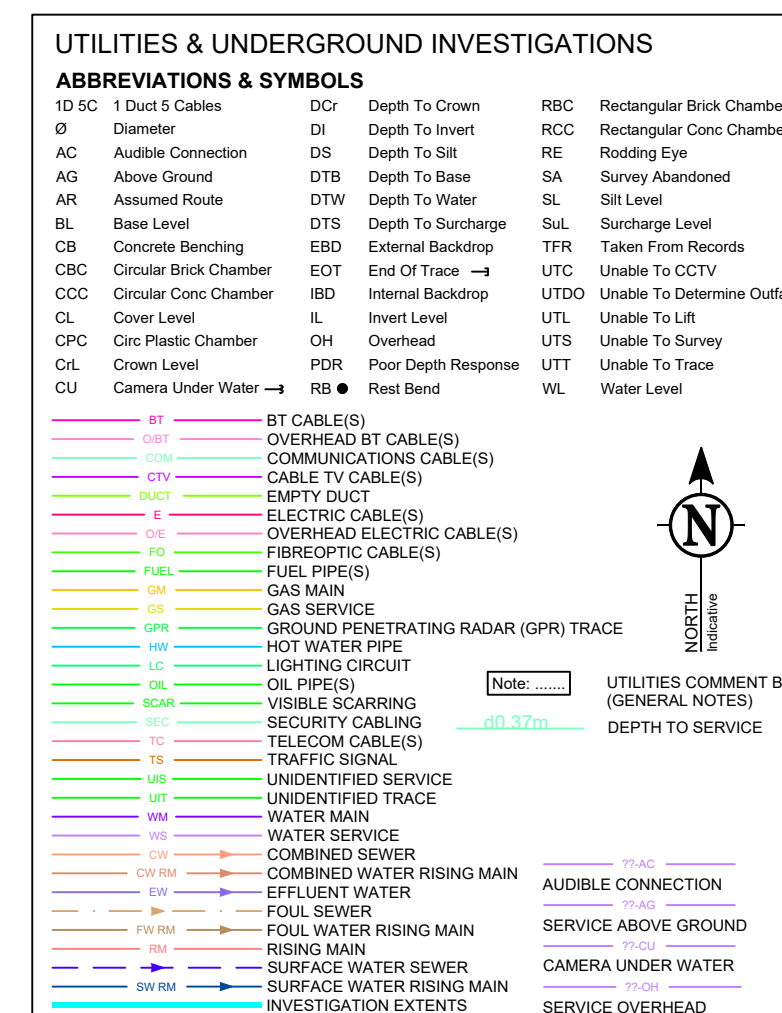 UTILITIES & UNDERGROUND INVESTIGATIONS
ABBREVIATIONS & SYMBOLS
1D 5C 1 Duct 5 Cables
Ø Diameter
AC Audible Connection
AG Above Ground
AR Assumed Route
BL Base Level
CB Concrete Benching
CBC Circular Brick Chamber
CCC Circular Conc Chamber
CL Cover Level
CPC Circ Plastic Chamber
CrL Crown Level
CU Camera Under Water
DCr Depth To Crown
DI Depth To Invert
DS Depth To Silt
DTB Depth To Base
DTW Depth To Water
DTS Depth To Surcharge
EBD External Backdrop
EOT End Of Trace
IBD Internal Backdrop
IL Invert Level
OH Overhead
PDR Poor Depth Response
RB Rest Bend
RBC Rectangular Brick Chambe
RCC Rectangular Conc Chambe
RE Rodding Eye
SA Survey Abandoned
SL Silt Level
SuL Surcharge Level
TFR Taken From Records
UTC Unable To CCTV
UTDO Unable To Determine Outfa
UTL Unable To Lift
UTS Unable To Survey
UTT Unable To Trace
WL Water Level
BT BT CABLE(S)
O/BT OVERHEAD BT CABLE(S)
COM COMMUNICATIONS CABLE(S)
CTV CABLE TV CABLE(S)
DUCT EMPTY DUCT
E ELECTRIC CABLE(S)
O/E OVERHEAD ELECTRIC CABLE(S)
FO FIBREOPTIC CABLE(S)
FUEL FUEL PIPE(S)
GM GAS MAIN
GS GAS SERVICE
GPR GROUND PENETRATING RADAR (GPR) TRACE
HW HOT WATER PIPE
LC LIGHTING CIRCUIT
OIL OIL PIPE(S)
SCAR VISIBLE SCARRING
SEC SECURITY CABLING
TC TELECOM CABLE(S)
TS TRAFFIC SIGNAL
UIS UNIDENTIFIED SERVICE
UIT UNIDENTIFIED TRACE
WM WATER MAIN
WS WATER SERVICE
CW COMBINED SEWER
CW RM COMBINED WATER RISING MAIN
EW EFFLUENT WATER
FOUL SEWER
FW RM FOUL WATER RISING MAIN
RM RISING MAIN
SURFACE WATER SEWER
SW RM SURFACE WATER RISING MAIN
INVESTIGATION EXTENTS
N
NORTH
Indicative
Note: .......
UTILITIES COMMENT B
(GENERAL NOTES)
d0.37m DEPTH TO SERVICE
??-AC
AUDIBLE CONNECTION
??-AG
SERVICE ABOVE GROUND
??-CU
CAMERA UNDER WATER
??-OH
SERVICE OVERHEAD